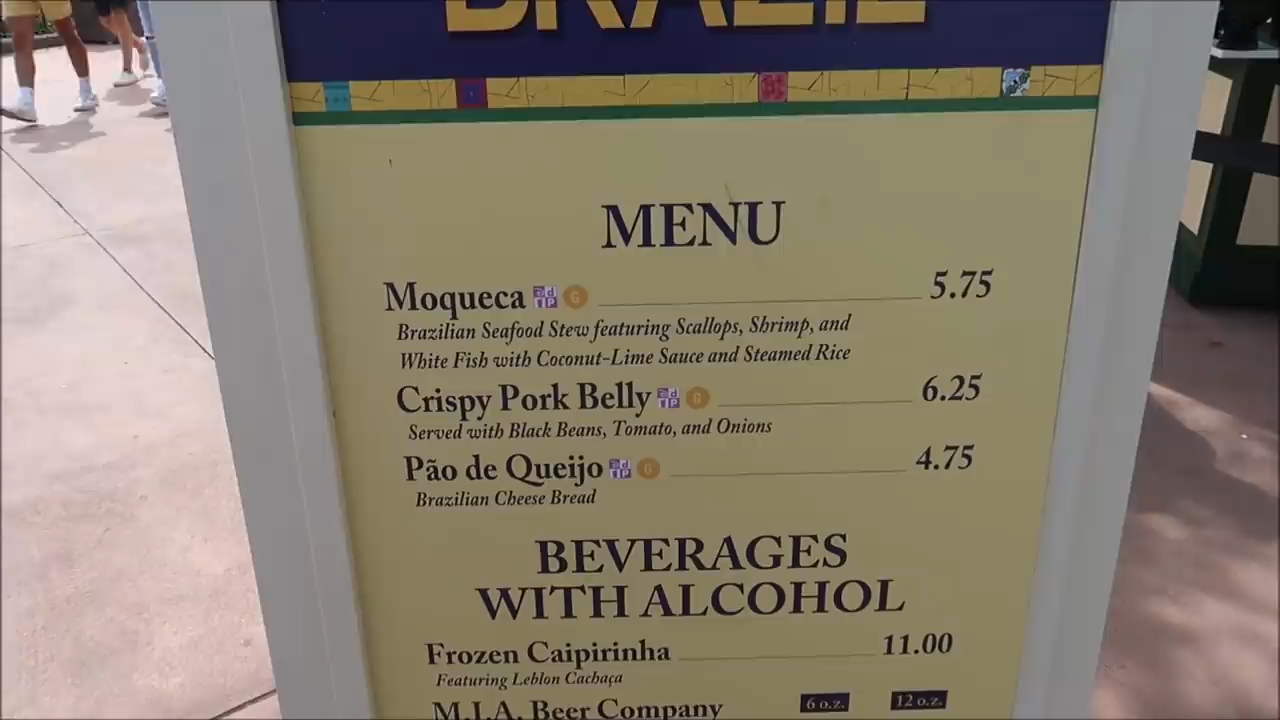 BRAZIL
MENU
Moqueca G 5.75
Brazilian Seafood Stew featuring Scallops, Shrimp, and
White Fish with Coconut-Lime Sauce and Steamed Rice
Crispy Pork Belly G 6.25
Served with Black Beans, Tomato, and Onions
Pão de Queijo G 4.75
Brazilian Cheese Bread
BEVERAGES
WITH ALCOHOL
Frozen Caipirinha 11.00
Featuring Leblon Cachaça
M.I.A. Beer Company 6 o.z. 12 o.z.